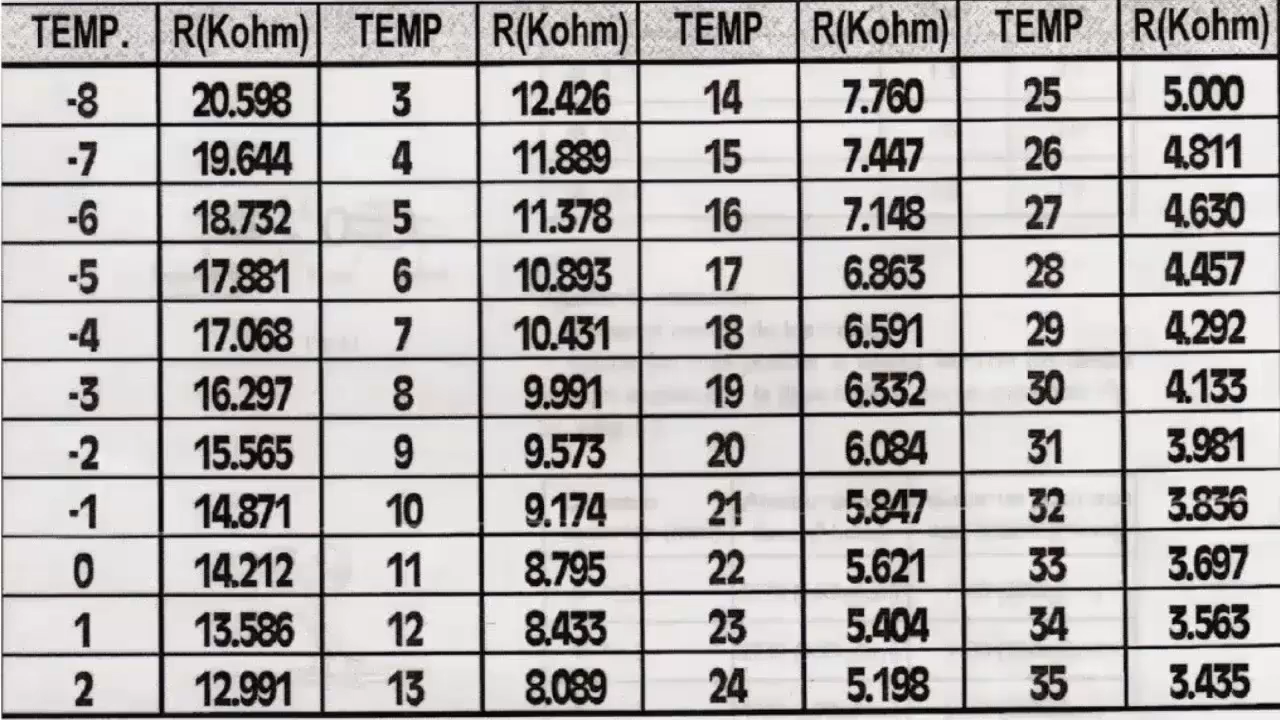 TEMP. R(Kohm) TEMP R(Kohm) TEMP R(Kohm) TEMP R(Kohm)
-8 20.598 3 12.426 14 7.760 25 5.000
-7 19.644 4 11.889 15 7.447 26 4.811
-6 18.732 5 11.378 16 7.148 27 4.630
-5 17.881 6 10.893 17 6.863 28 4.457
-4 17.068 7 10.431 18 6.591 29 4.292
-3 16.297 8 9.991 19 6.332 30 4.133
-2 15.565 9 9.573 20 6.084 31 3.981
-1 14.871 10 9.174 21 5.847 32 3.836
0 14.212 11 8.795 22 5.621 33 3.697
1 13.586 12 8.433 23 5.404 34 3.563
2 12.991 13 8.089 24 5.198 35 3.435